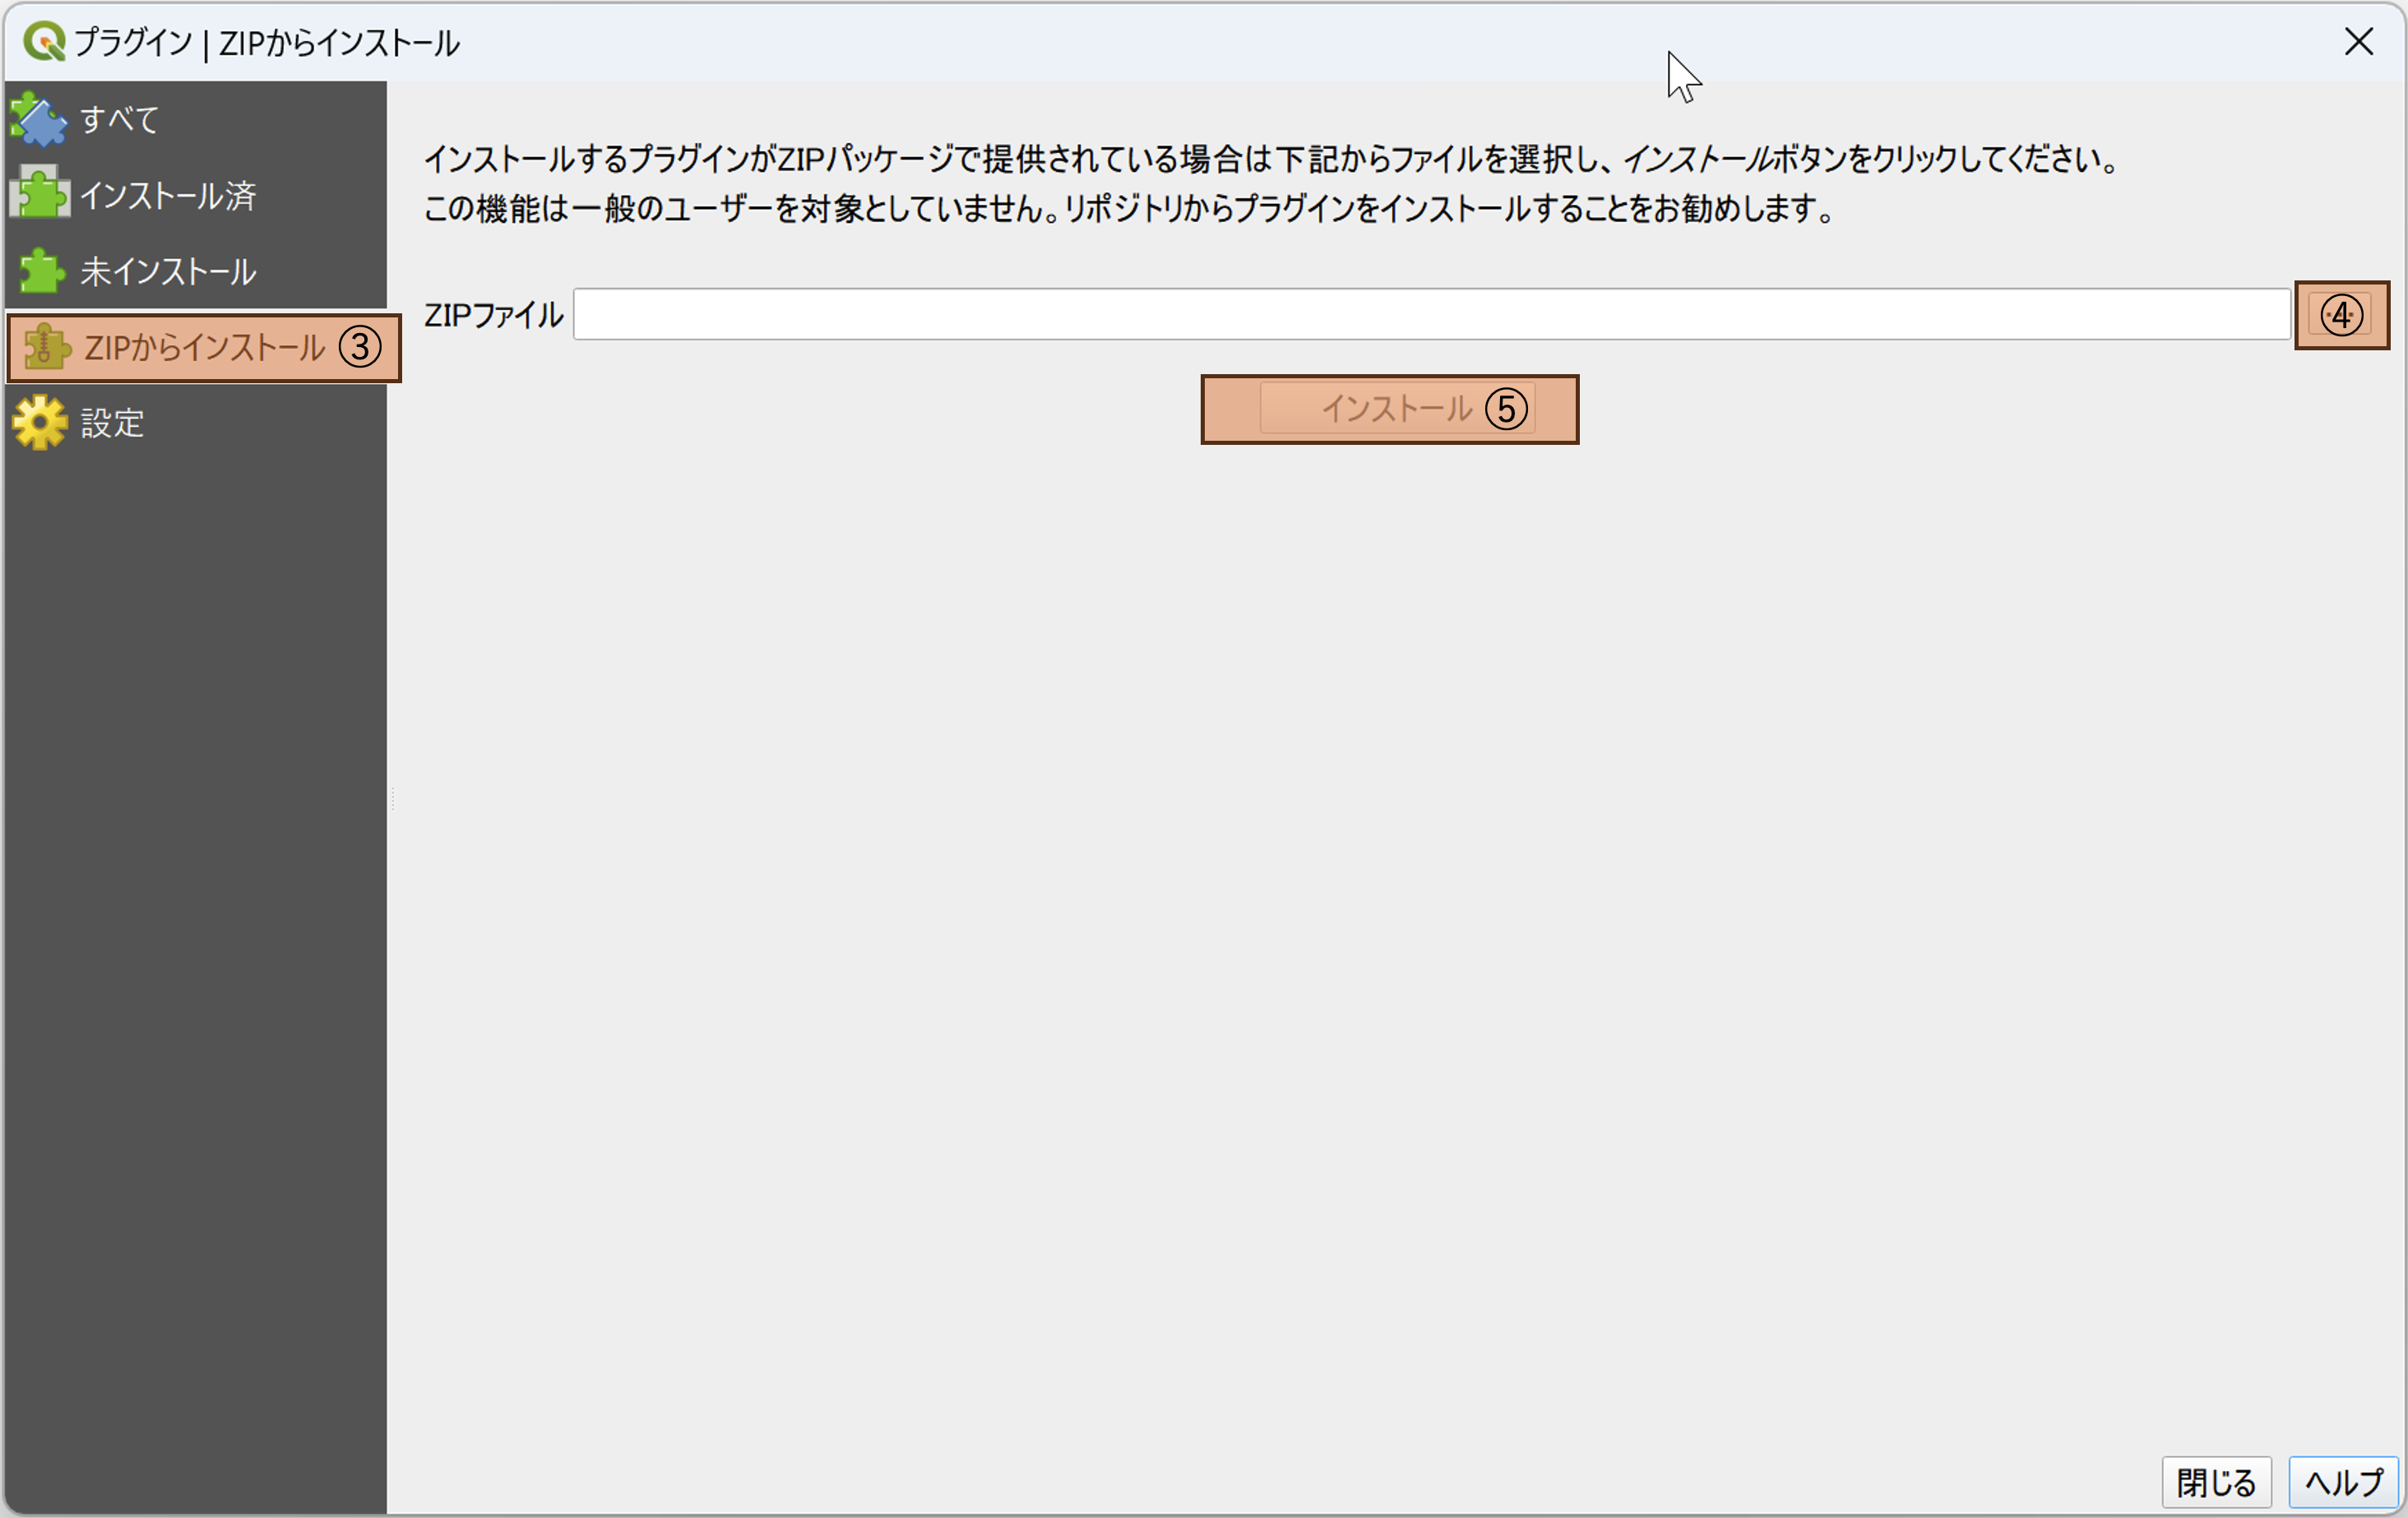 プラグイン | ZIPからインストール
すべて
インストール済
未インストール
ZIPからインストール ③
設定
インストールするプラグインがZIPパッケージで提供されている場合は下記からファイルを選択し、インストールボタンをクリックしてください。
この機能は一般のユーザーを対象としていません。リポジトリからプラグインをインストールすることをお勧めします。
ZIPファイル
④
インストール ⑤
閉じる
ヘルプ